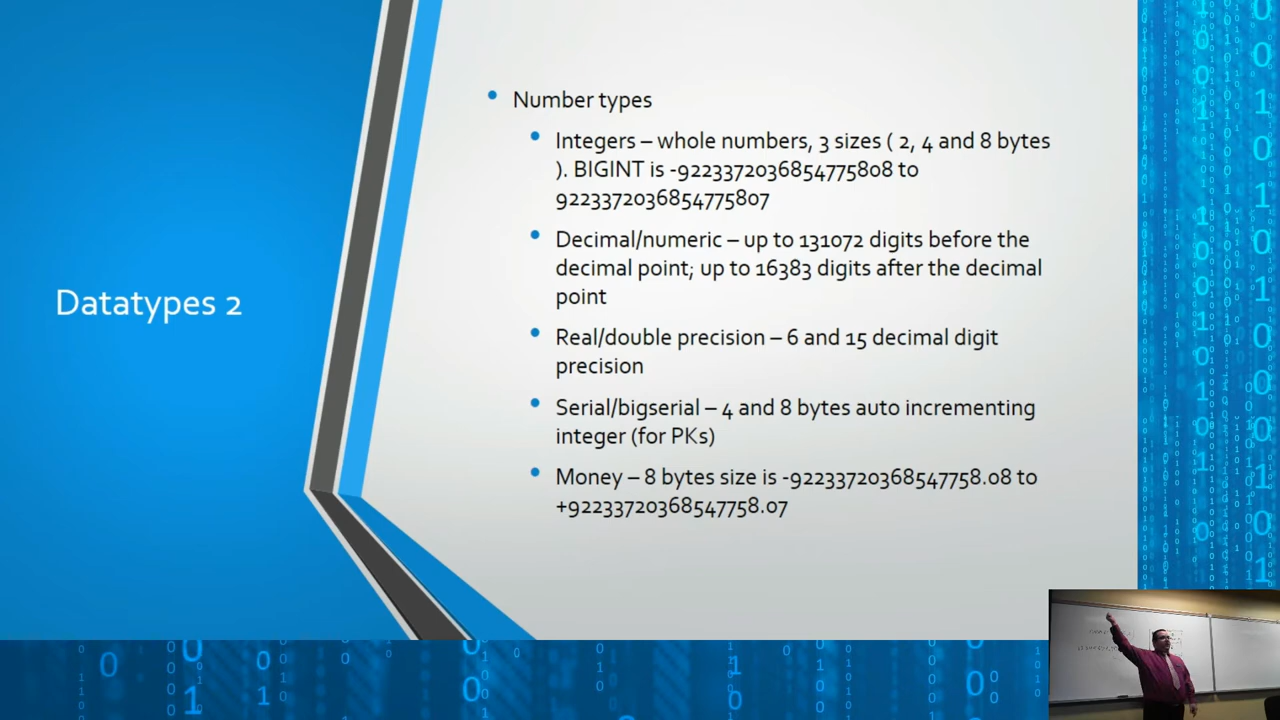 Datatypes 2
Number types
Integers – whole numbers, 3 sizes ( 2, 4 and 8 bytes
). BIGINT is -9223372036854775808 to
9223372036854775807
Decimal/numeric – up to 131072 digits before the
decimal point; up to 16383 digits after the decimal
point
Real/double precision – 6 and 15 decimal digit
precision
Serial/bigserial – 4 and 8 bytes auto incrementing
integer (for PKs)
Money – 8 bytes size is -92233720368547758.08 to
+92233720368547758.07